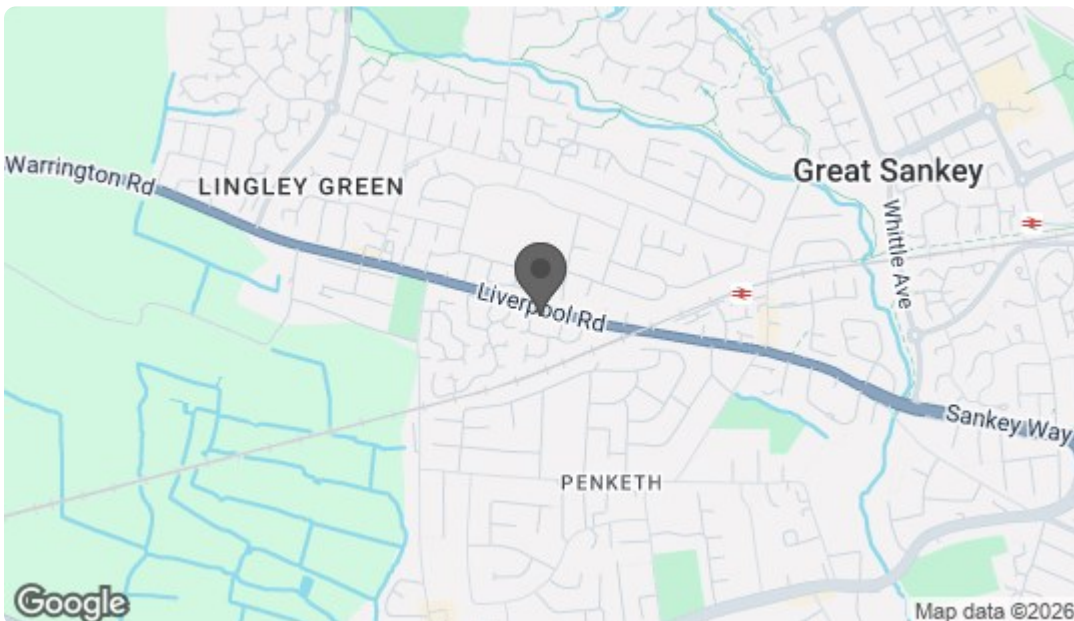 Warrington Rd
LINGLEY GREEN
Great Sankey
Whittle Ave
Liverpool Rd
Sankey Way
PENKETH
Google
Map data ©2026